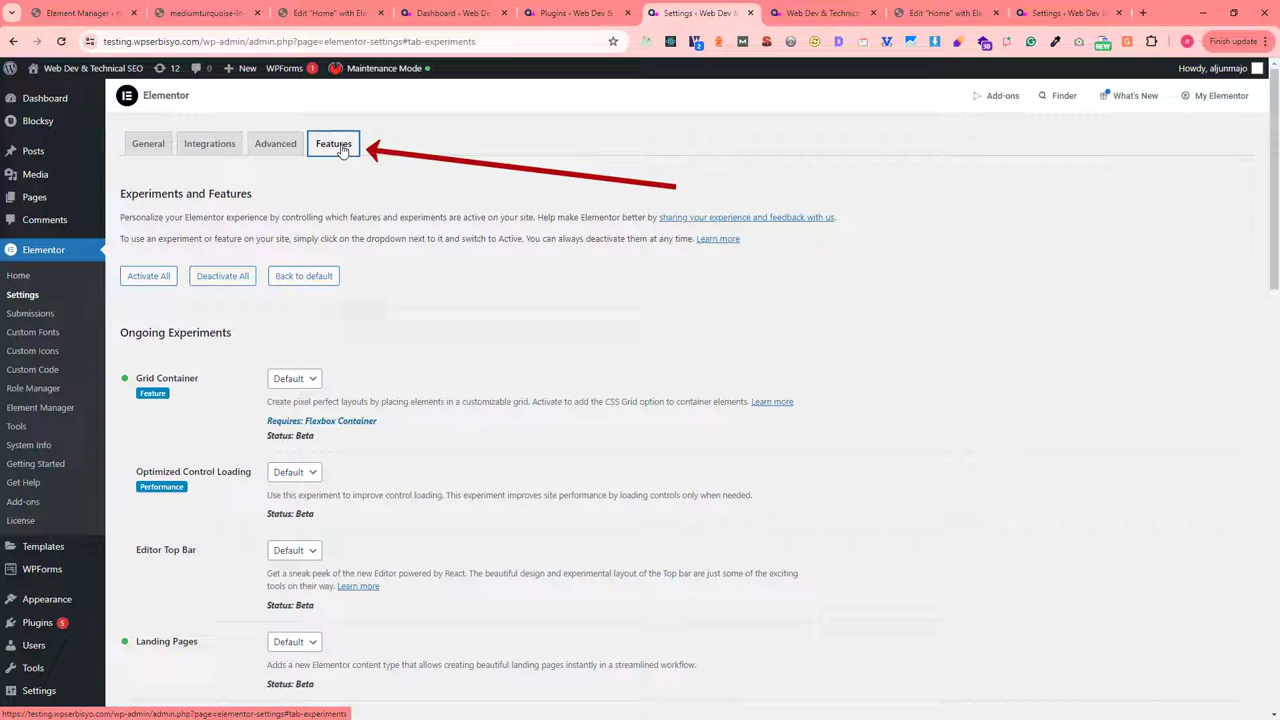 Element Manager
mediumturquoise-lo
Edit "Home" with Ele
Dashboard ‹ Web De
Plugins ‹ Web Dev &
Settings ‹ Web Dev &
Web Dev & Technical
Edit "Home" with Ele
Settings ‹ Web Dev &
testing.wpserbisyo.com/wp-admin/admin.php?page=elementor-settings#tab-experiments
Finish update
Web Dev & Technical SEO
12
0
New
WPForms 1
Maintenance Mode
Howdy, aljunmajo
Dashboard
Blocksy
Posts
Media
Pages
Comments
Elementor
Home
Settings
Submissions
Custom Fonts
Custom Icons
Custom Code
Role Manager
Element Manager
Tools
System Info
Getting Started
Get Help
Add-ons
License
Templates
WPForms
Appearance
Plugins 5
Users
Tools
Settings
Elementor
Add-ons
Finder
What's New
My Elementor
General
Integrations
Advanced
Features
Experiments and Features
Personalize your Elementor experience by controlling which features and experiments are active on your site. Help make Elementor better by sharing your experience and feedback with us.
To use an experiment or feature on your site, simply click on the dropdown next to it and switch to Active. You can always deactivate them at any time. Learn more
Activate All
Deactivate All
Back to default
Ongoing Experiments
Grid Container
Feature
Default
Create pixel perfect layouts by placing elements in a customizable grid. Activate to add the CSS Grid option to container elements. Learn more
Requires: Flexbox Container
Status: Beta
Optimized Control Loading
Performance
Default
Use this experiment to improve control loading. This experiment improves site performance by loading controls only when needed.
Status: Beta
Editor Top Bar
Default
Get a sneak peek of the new Editor powered by React. The beautiful design and experimental layout of the Top bar are just some of the exciting
tools on their way. Learn more
Status: Beta
Landing Pages
Default
Adds a new Elementor content type that allows creating beautiful landing pages instantly in a streamlined workflow.
Status: Beta
https://testing.wpserbisyo.com/wp-admin/admin.php?page=elementor-settings#tab-experiments